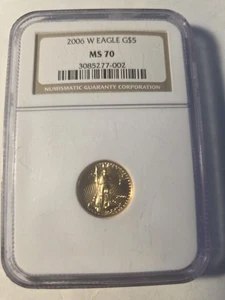 2006 W EAGLE G$5
MS 70
3085277-002
NUMISMATIC GUARANTY CORPORATION